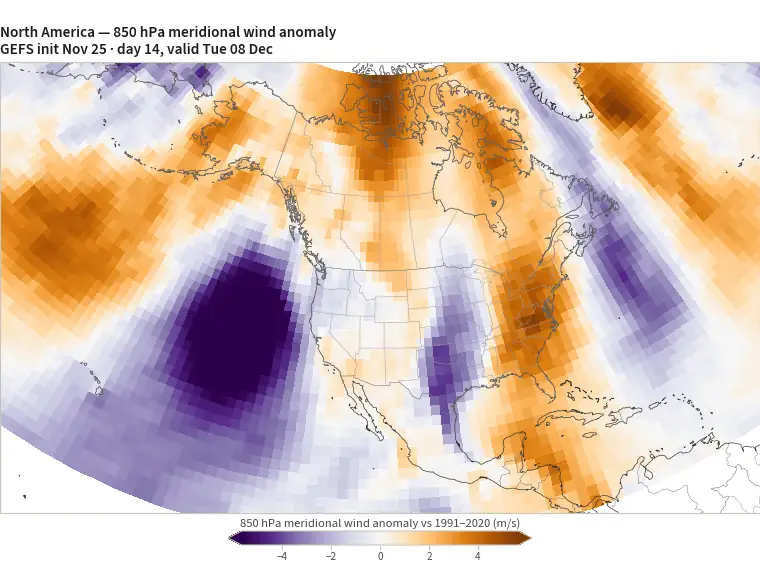 North America — 850 hPa meridional wind anomaly
GEFS init Nov 25 · day 14, valid Tue 08 Dec
850 hPa meridional wind anomaly vs 1991–2020 (m/s)
−4 −2 0 2 4